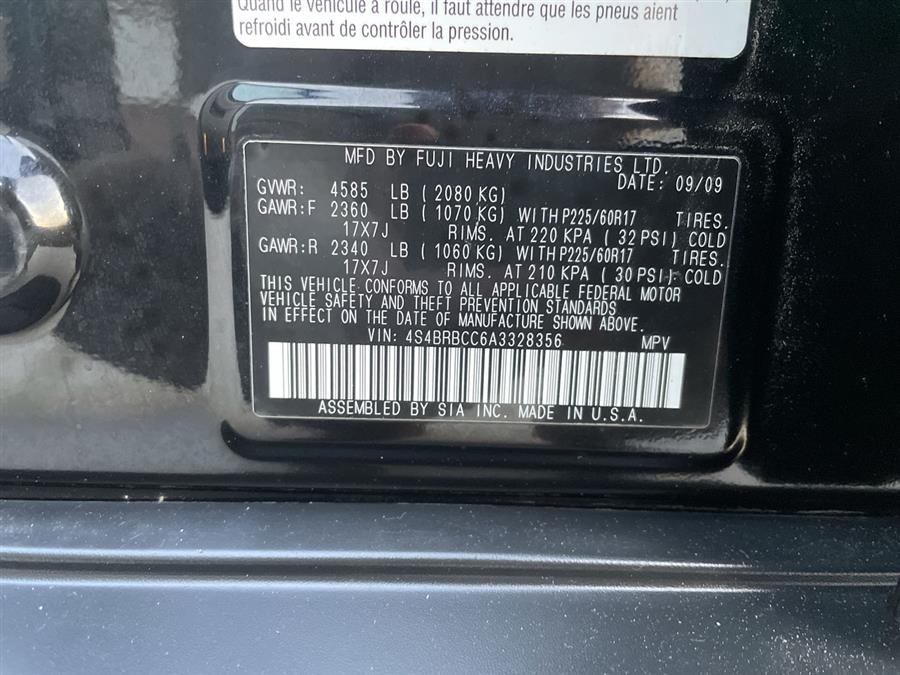 Quand le véhicule a roulé, il faut attendre que les pneus aient
refroidi avant de contrôler la pression.
MFD BY FUJI HEAVY INDUSTRIES LTD.
DATE: 09/09
GVWR: 4585 LB (2080 KG)
GAWR:F 2360 LB (1070 KG) WITH P225/60R17 TIRES.
17X7J RIMS. AT 220 KPA (32 PSI) COLD
GAWR:R 2340 LB (1060 KG) WITH P225/60R17 TIRES.
17X7J RIMS. AT 210 KPA (30 PSI) COLD
THIS VEHICLE CONFORMS TO ALL APPLICABLE FEDERAL MOTOR
VEHICLE SAFETY AND THEFT PREVENTION STANDARDS
IN EFFECT ON THE DATE OF MANUFACTURE SHOWN ABOVE.
VIN: 4S4BRBCC6A3328356 MPV
ASSEMBLED BY SIA INC. MADE IN U.S.A.